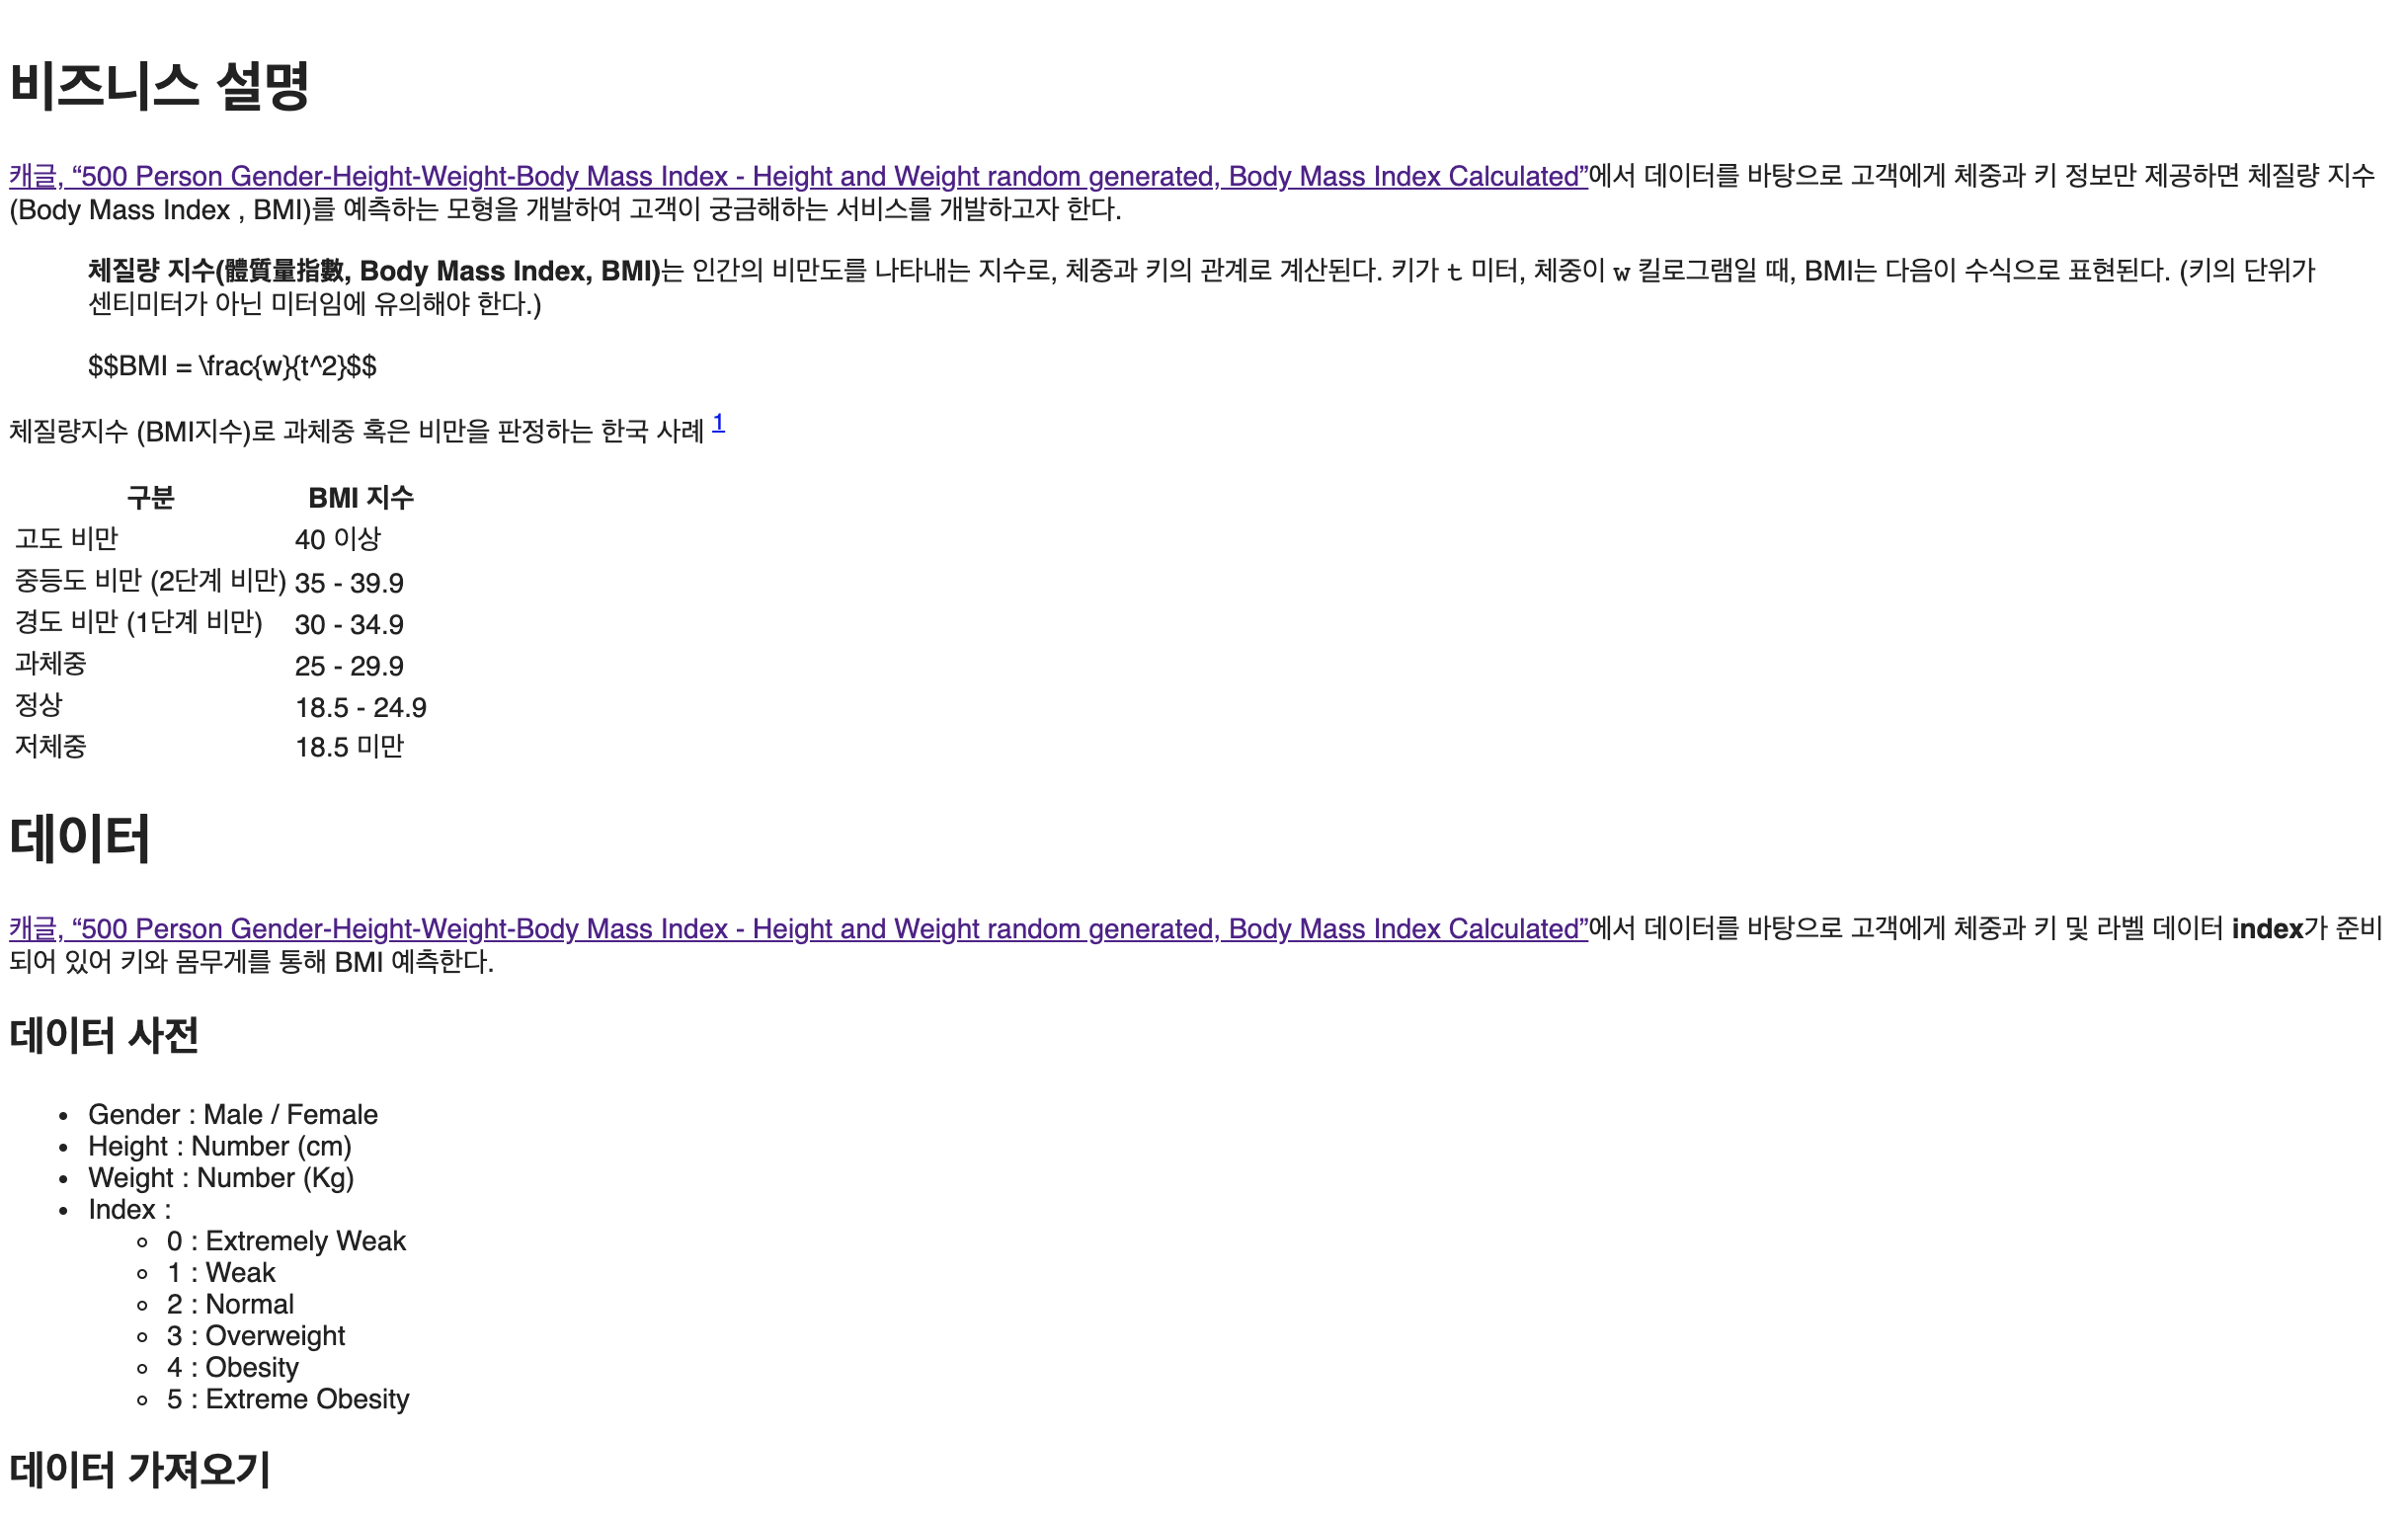 비즈니스 설명
캐글, “500 Person Gender-Height-Weight-Body Mass Index - Height and Weight random generated, Body Mass Index Calculated”에서 데이터를 바탕으로 고객에게 체중과 키 정보만 제공하면 체질량 지수
(Body Mass Index , BMI)를 예측하는 모형을 개발하여 고객이 궁금해하는 서비스를 개발하고자 한다.
체질량 지수(體質量指數, Body Mass Index, BMI)는 인간의 비만도를 나타내는 지수로, 체중과 키의 관계로 계산된다. 키가 t 미터, 체중이 w 킬로그램일 때, BMI는 다음이 수식으로 표현된다. (키의 단위가
센티미터가 아닌 미터임에 유의해야 한다.)
$$BMI = \frac{w}{t^2}$$
체질량지수 (BMI지수)로 과체중 혹은 비만을 판정하는 한국 사례 1
구분 BMI 지수
고도 비만 40 이상
중등도 비만 (2단계 비만) 35 - 39.9
경도 비만 (1단계 비만) 30 - 34.9
과체중 25 - 29.9
정상 18.5 - 24.9
저체중 18.5 미만
데이터
캐글, “500 Person Gender-Height-Weight-Body Mass Index - Height and Weight random generated, Body Mass Index Calculated”에서 데이터를 바탕으로 고객에게 체중과 키 및 라벨 데이터 index가 준비
되어 있어 키와 몸무게를 통해 BMI 예측한다.
데이터 사전
• Gender : Male / Female
• Height : Number (cm)
• Weight : Number (Kg)
• Index :
◦ 0 : Extremely Weak
◦ 1 : Weak
◦ 2 : Normal
◦ 3 : Overweight
◦ 4 : Obesity
◦ 5 : Extreme Obesity
데이터 가져오기